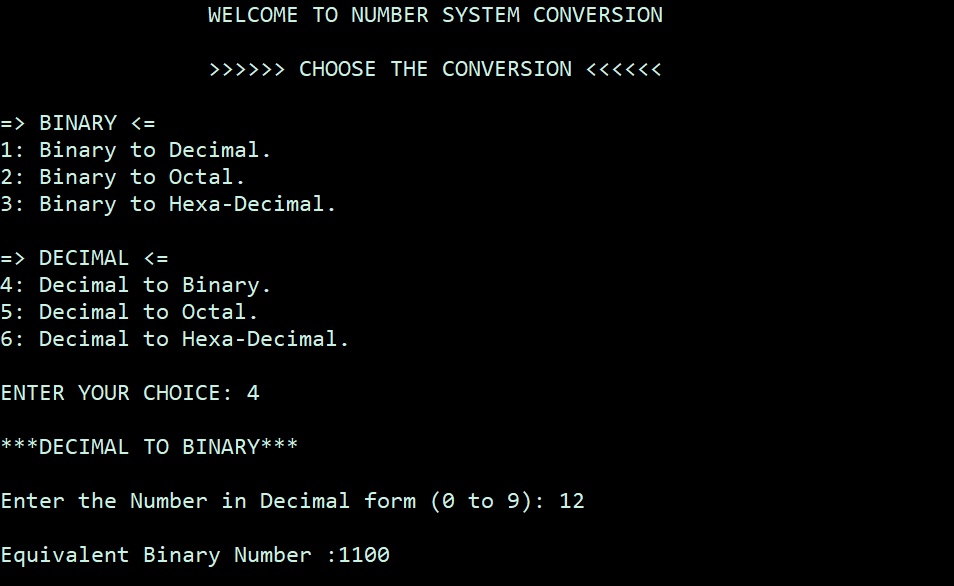 WELCOME TO NUMBER SYSTEM CONVERSION
>>>>>> CHOOSE THE CONVERSION <<<<<<
=> BINARY <=
1: Binary to Decimal.
2: Binary to Octal.
3: Binary to Hexa-Decimal.
=> DECIMAL <=
4: Decimal to Binary.
5: Decimal to Octal.
6: Decimal to Hexa-Decimal.
ENTER YOUR CHOICE: 4
***DECIMAL TO BINARY***
Enter the Number in Decimal form (0 to 9): 12
Equivalent Binary Number :1100